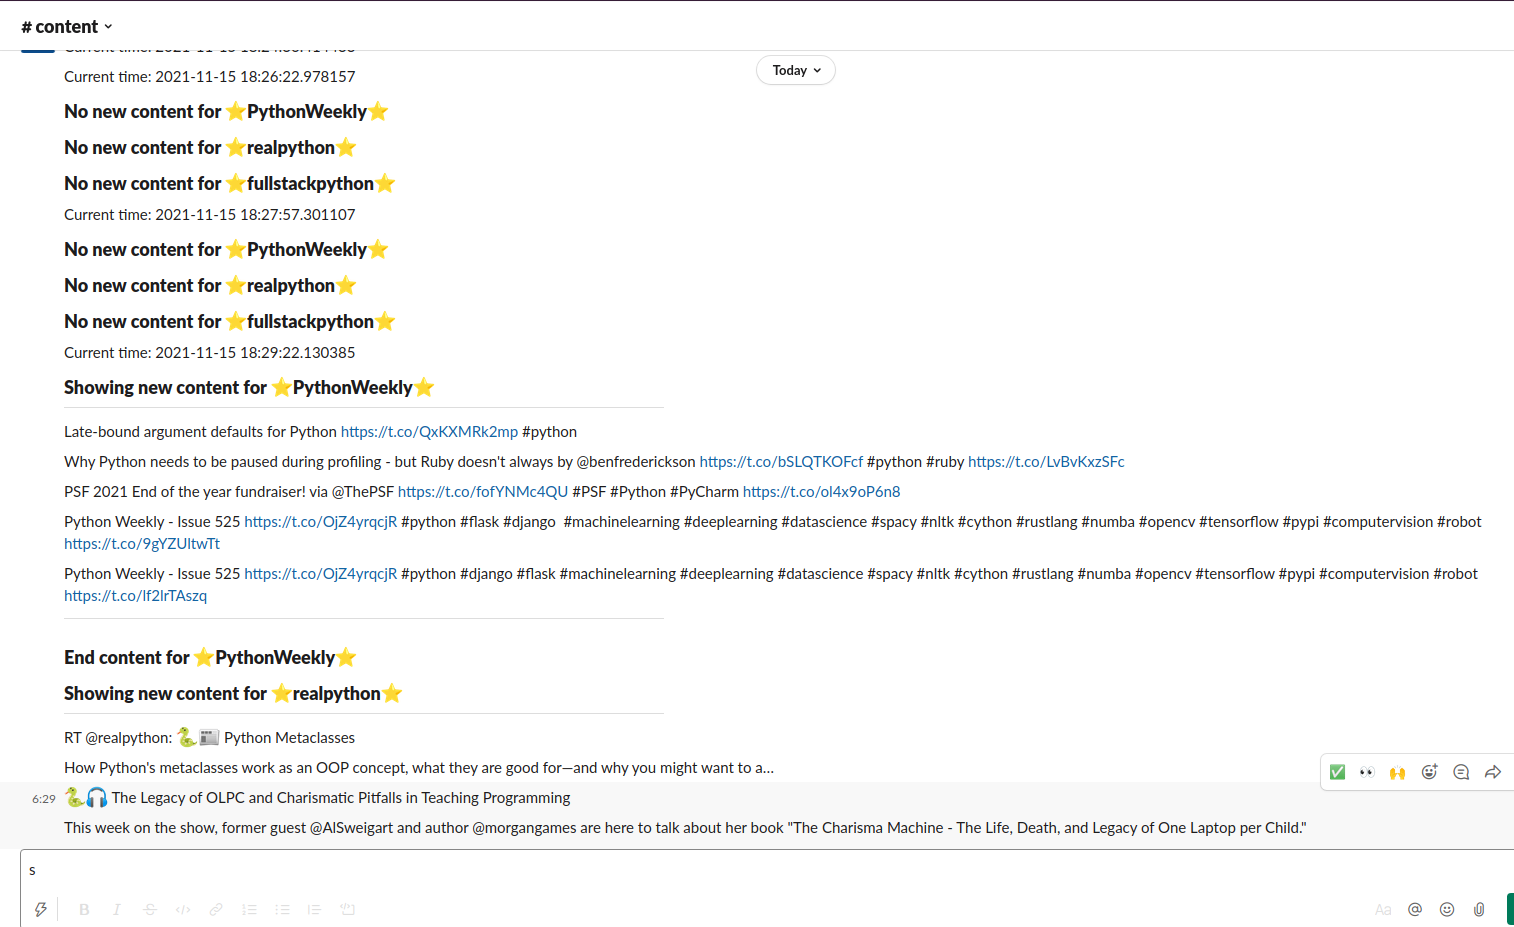 # content
Current time: 2021-11-15 18:26:22.978157
Today
No new content for ⭐PythonWeekly⭐
No new content for ⭐realpython⭐
No new content for ⭐fullstackpython⭐
Current time: 2021-11-15 18:27:57.301107
No new content for ⭐PythonWeekly⭐
No new content for ⭐realpython⭐
No new content for ⭐fullstackpython⭐
Current time: 2021-11-15 18:29:22.130385
Showing new content for ⭐PythonWeekly⭐
Late-bound argument defaults for Python https://t.co/QxKXMRk2mp #python
Why Python needs to be paused during profiling - but Ruby doesn't always by @benfrederickson https://t.co/bSLQTKOFcf #python #ruby https://t.co/LvBvKxzSFc
PSF 2021 End of the year fundraiser! via @ThePSF https://t.co/fofYNMc4QU #PSF #Python #PyCharm https://t.co/ol4x9oP6n8
Python Weekly - Issue 525 https://t.co/OjZ4yrqcjR #python #flask #django #machinelearning #deeplearning #datascience #spacy #nltk #cython #rustlang #numba #opencv #tensorflow #pypi #computervision #robot
https://t.co/9gYZUltwTt
Python Weekly - Issue 525 https://t.co/OjZ4yrqcjR #python #django #flask #machinelearning #deeplearning #datascience #spacy #nltk #cython #rustlang #numba #opencv #tensorflow #pypi #computervision #robot
https://t.co/lf2lrTAszq
End content for ⭐PythonWeekly⭐
Showing new content for ⭐realpython⭐
RT @realpython: 🐍📰 Python Metaclasses
How Python's metaclasses work as an OOP concept, what they are good for—and why you might want to a…
6:29 🐍🎧 The Legacy of OLPC and Charismatic Pitfalls in Teaching Programming
This week on the show, former guest @AlSweigart and author @morgangames are here to talk about her book "The Charisma Machine - The Life, Death, and Legacy of One Laptop per Child."
s
B I S Aa @